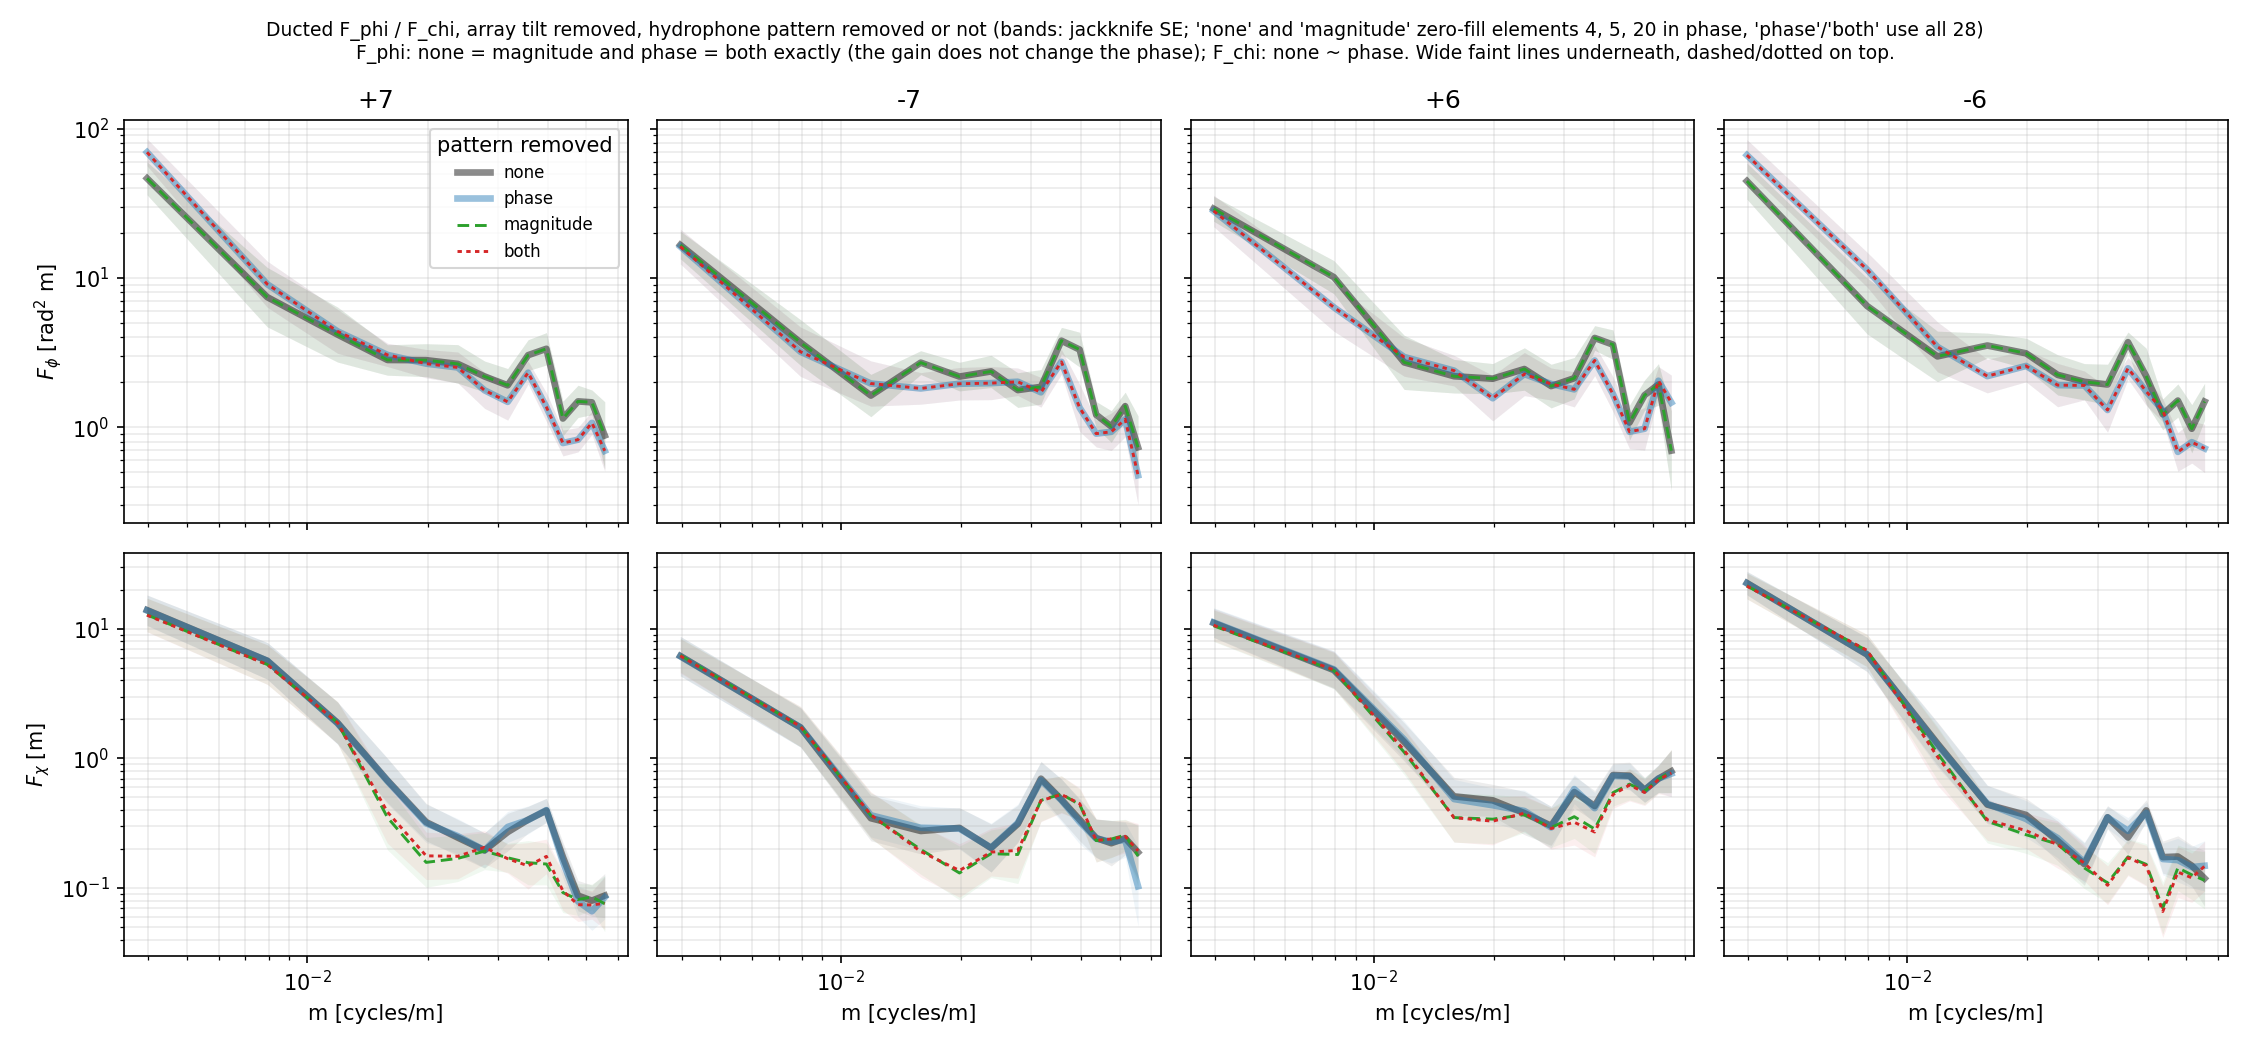 Ducted F_phi / F_chi, array tilt removed, hydrophone pattern removed or not (bands: jackknife SE; 'none' and 'magnitude' zero-fill elements 4, 5, 20 in phase, 'phase'/'both' use all 28)
F_phi: none = magnitude and phase = both exactly (the gain does not change the phase); F_chi: none ~ phase. Wide faint lines underneath, dashed/dotted on top.
+7
-7
+6
-6
10²
10¹
10⁰
F_ϕ [rad² m]
pattern removed
none
phase
magnitude
both
10¹
10⁰
10⁻¹
F_χ [m]
10⁻²
10⁻²
10⁻²
10⁻²
m [cycles/m]
m [cycles/m]
m [cycles/m]
m [cycles/m]